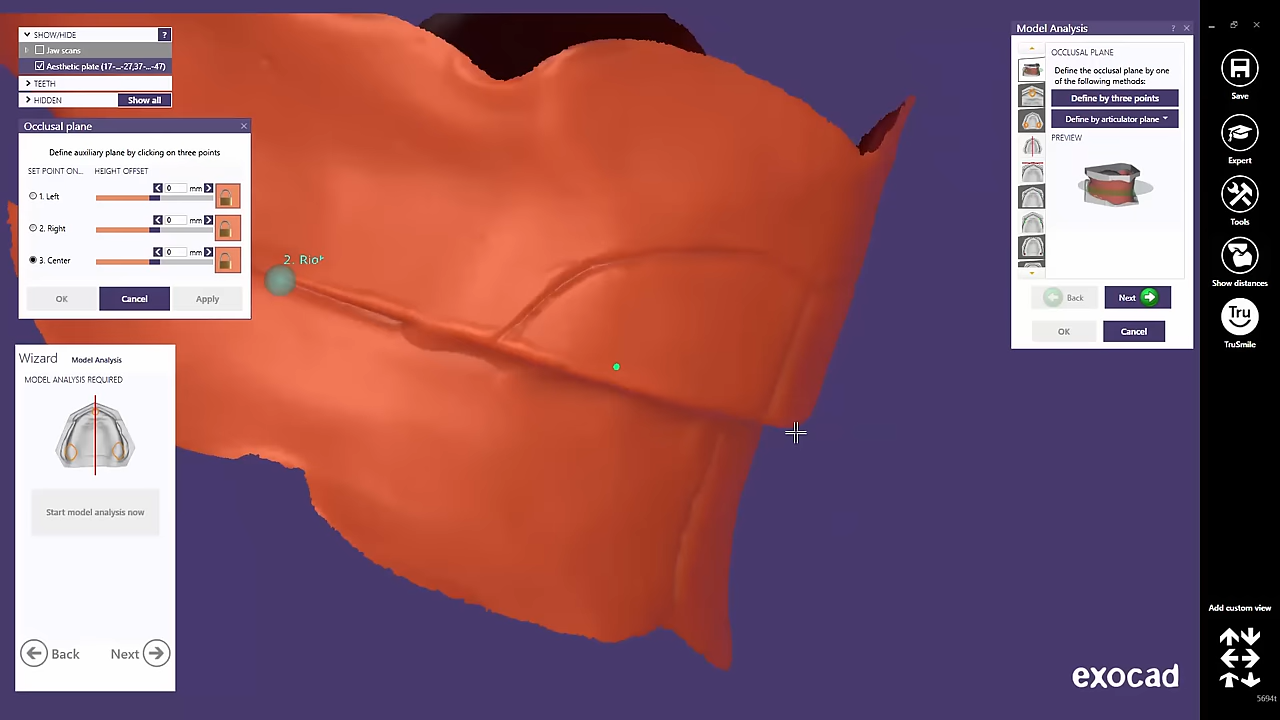 SHOW/HIDE ?
Jaw scans
Aesthetic plate (17-...-27,37-...-47)
TEETH
HIDDEN Show all
Occlusal plane
Define auxiliary plane by clicking on three points
SET POINT ON... HEIGHT OFFSET
1. Left 0 mm
2. Right 0 mm
3. Center 0 mm
OK Cancel Apply
Wizard Model Analysis
MODEL ANALYSIS REQUIRED
Start model analysis now
Back Next
Model Analysis ?
OCCLUSAL PLANE
Define the occlusal plane by one
of the following methods:
Define by three points
Define by articulator plane
PREVIEW
Back Next
OK Cancel
Save
Expert
Tools
Show distances
Tru
TruSmile
Add custom view
5694t
exocad